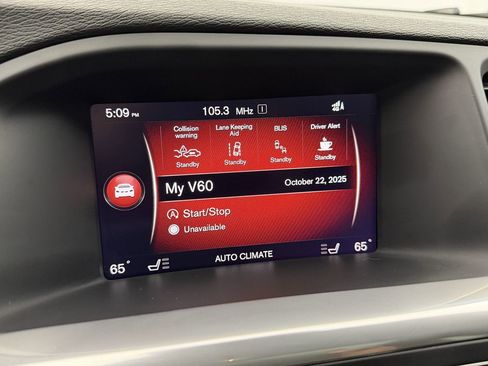 5:09 PM 105.3 MHz i
Collision warning Lane Keeping Aid BLIS Driver Alert
Standby Standby Standby Standby
My V60 October 22, 2025
Start/Stop
Unavailable
65° AUTO CLIMATE 65°